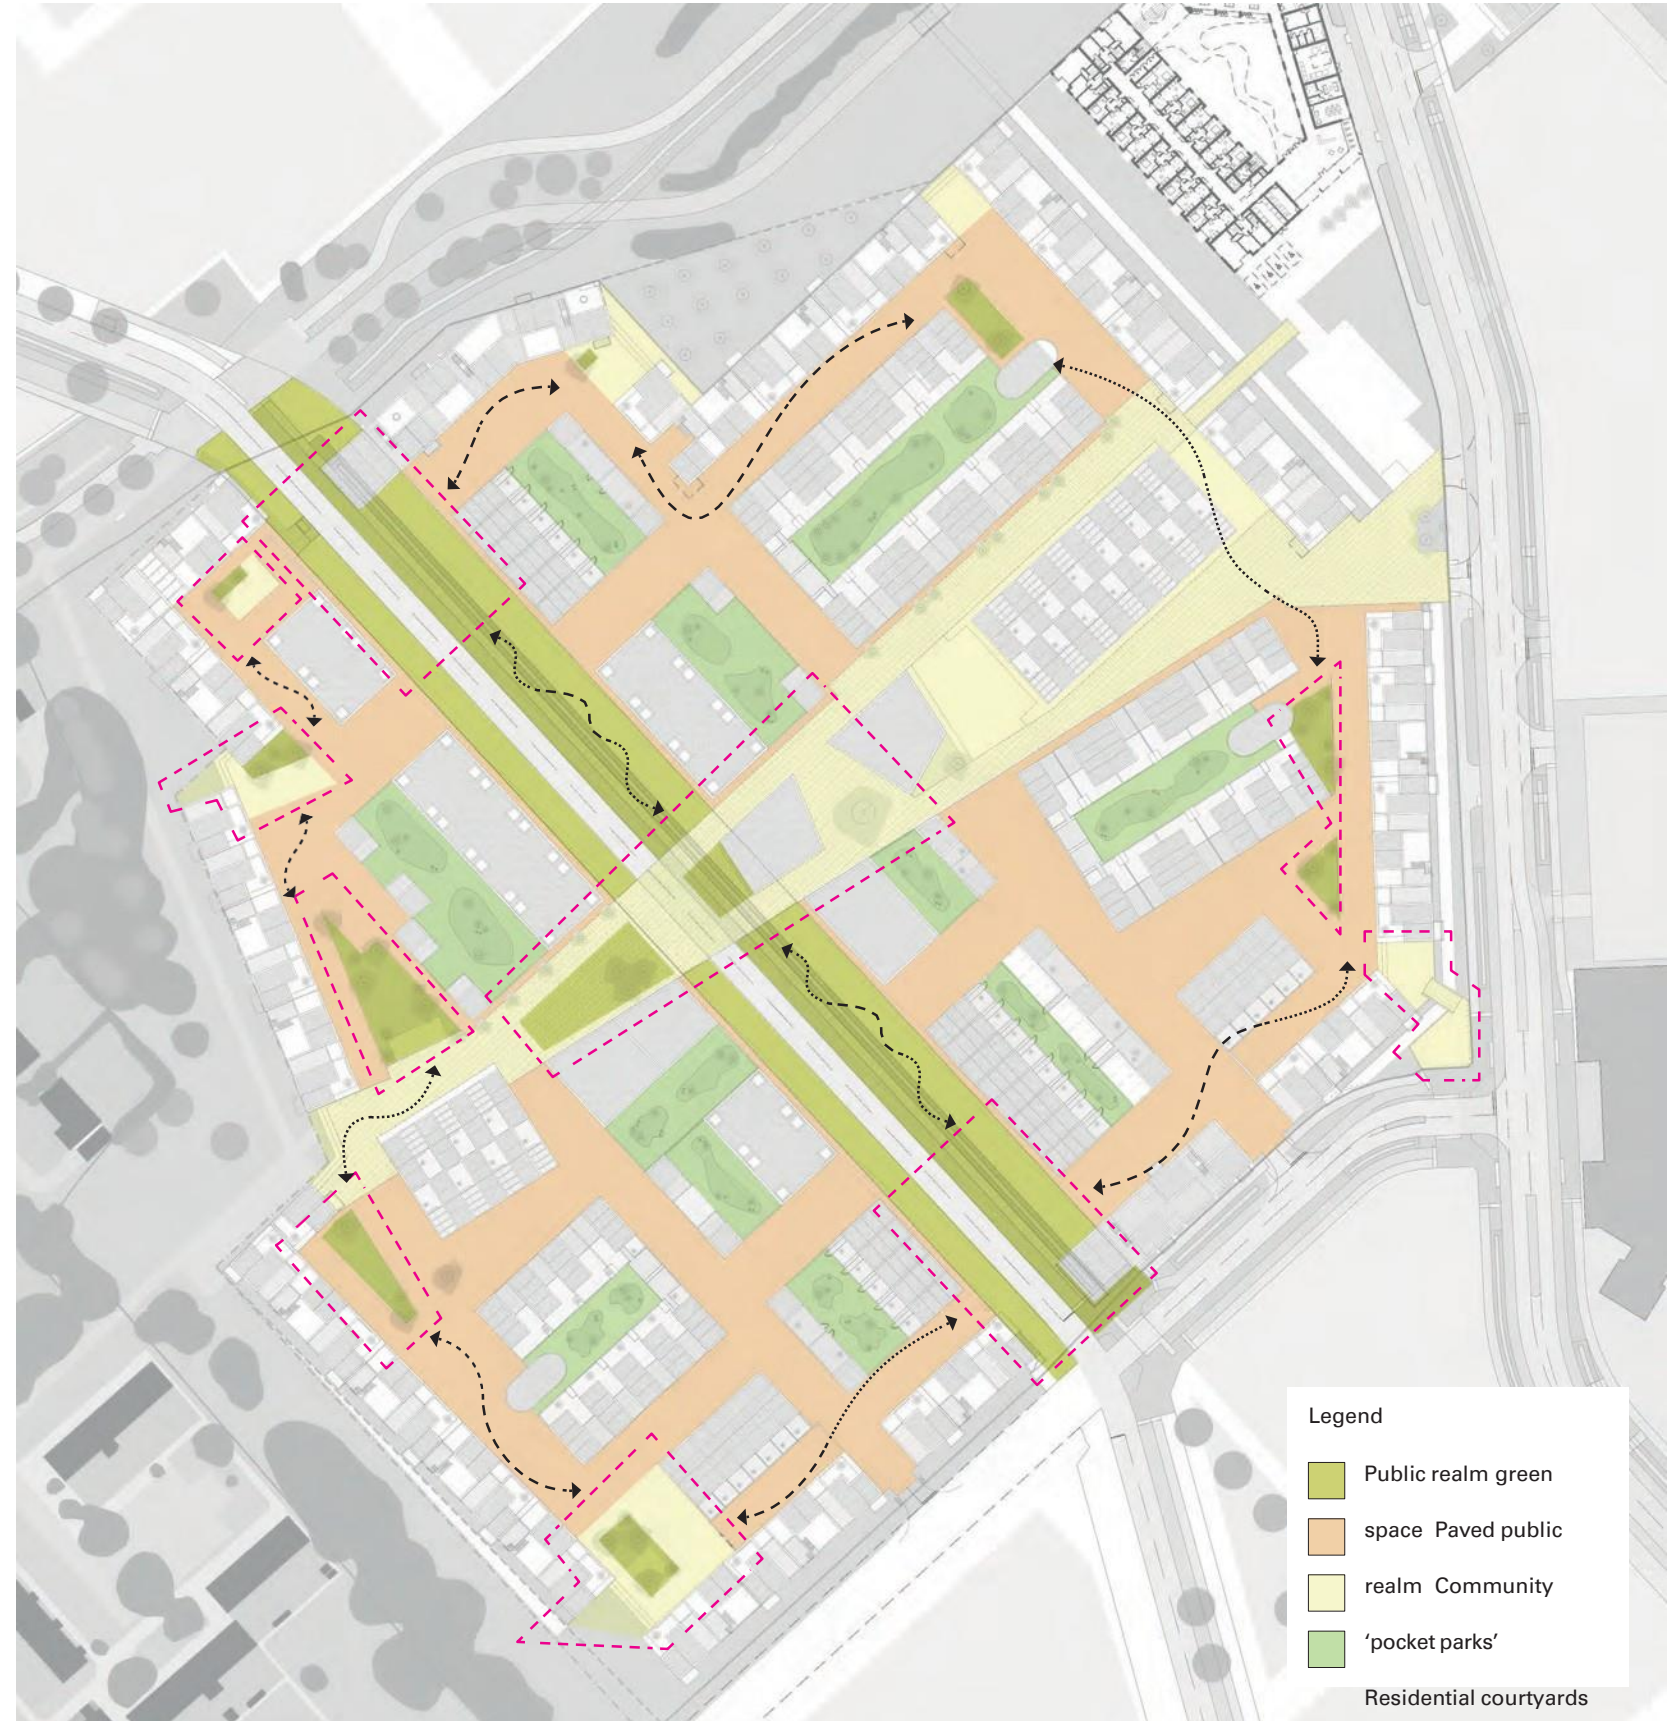 Legend
Public realm green
space Paved public
realm Community
‘pocket parks’
Residential courtyards